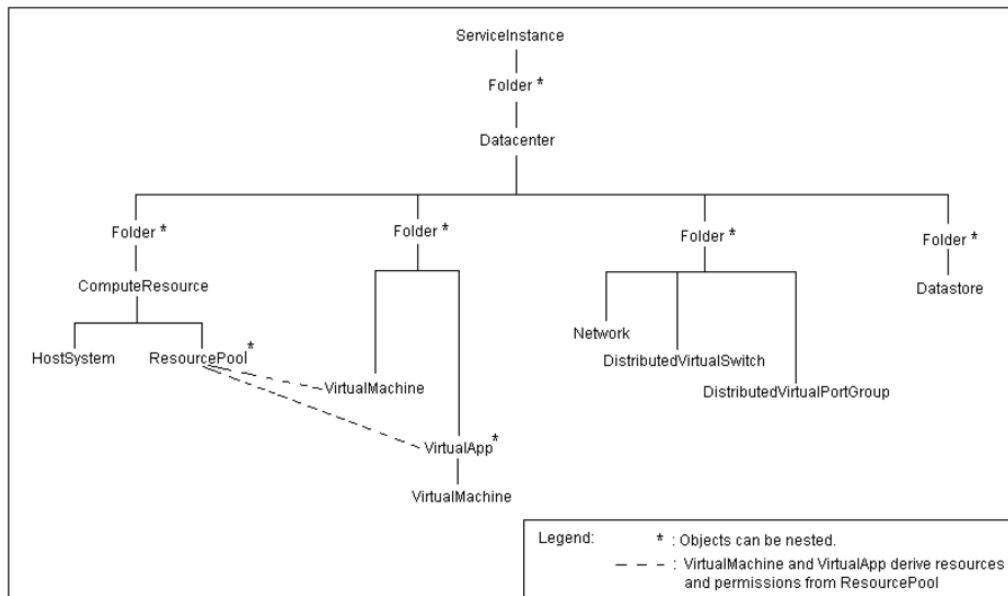 ServiceInstance
Folder *
Datacenter
Folder * Folder * Folder * Folder *
ComputeResource Datastore
Network
HostSystem ResourcePool * DistributedVirtualSwitch
VirtualMachine DistributedVirtualPortGroup
VirtualApp *
VirtualMachine
Legend: * : Objects can be nested.
– – – : VirtualMachine and VirtualApp derive resources
and permissions from ResourcePool